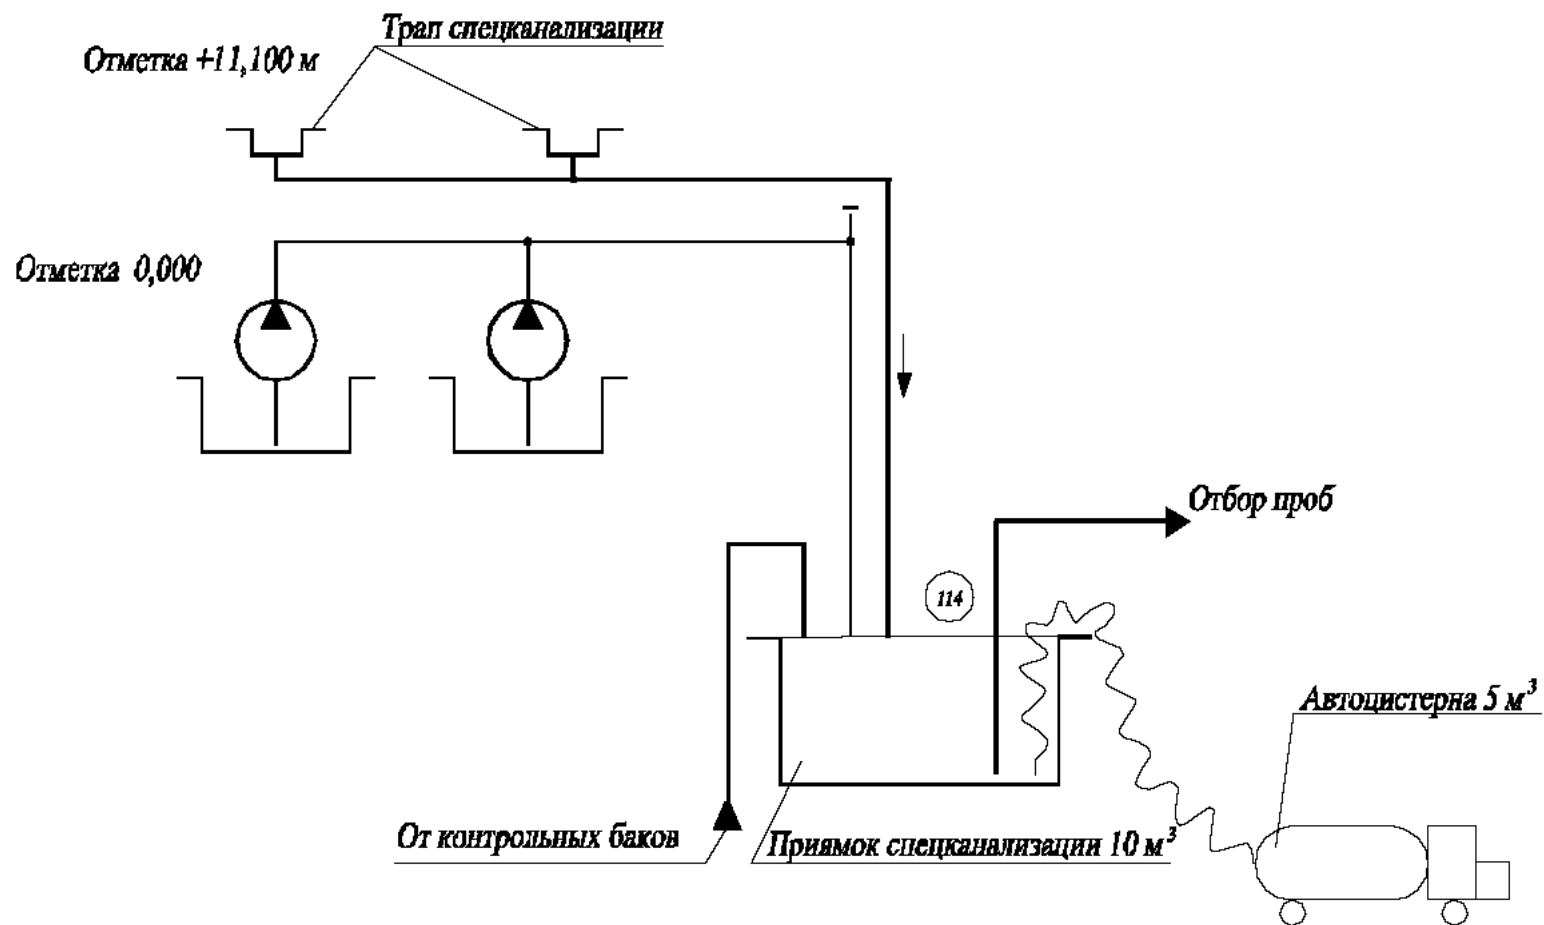 Трап спецканализации
Отметка +11,100 м
Отметка 0,000
Отбор проб
114
Автоцистерна 5 м³
От контрольных баков
Приямок спецканализации 10 м³